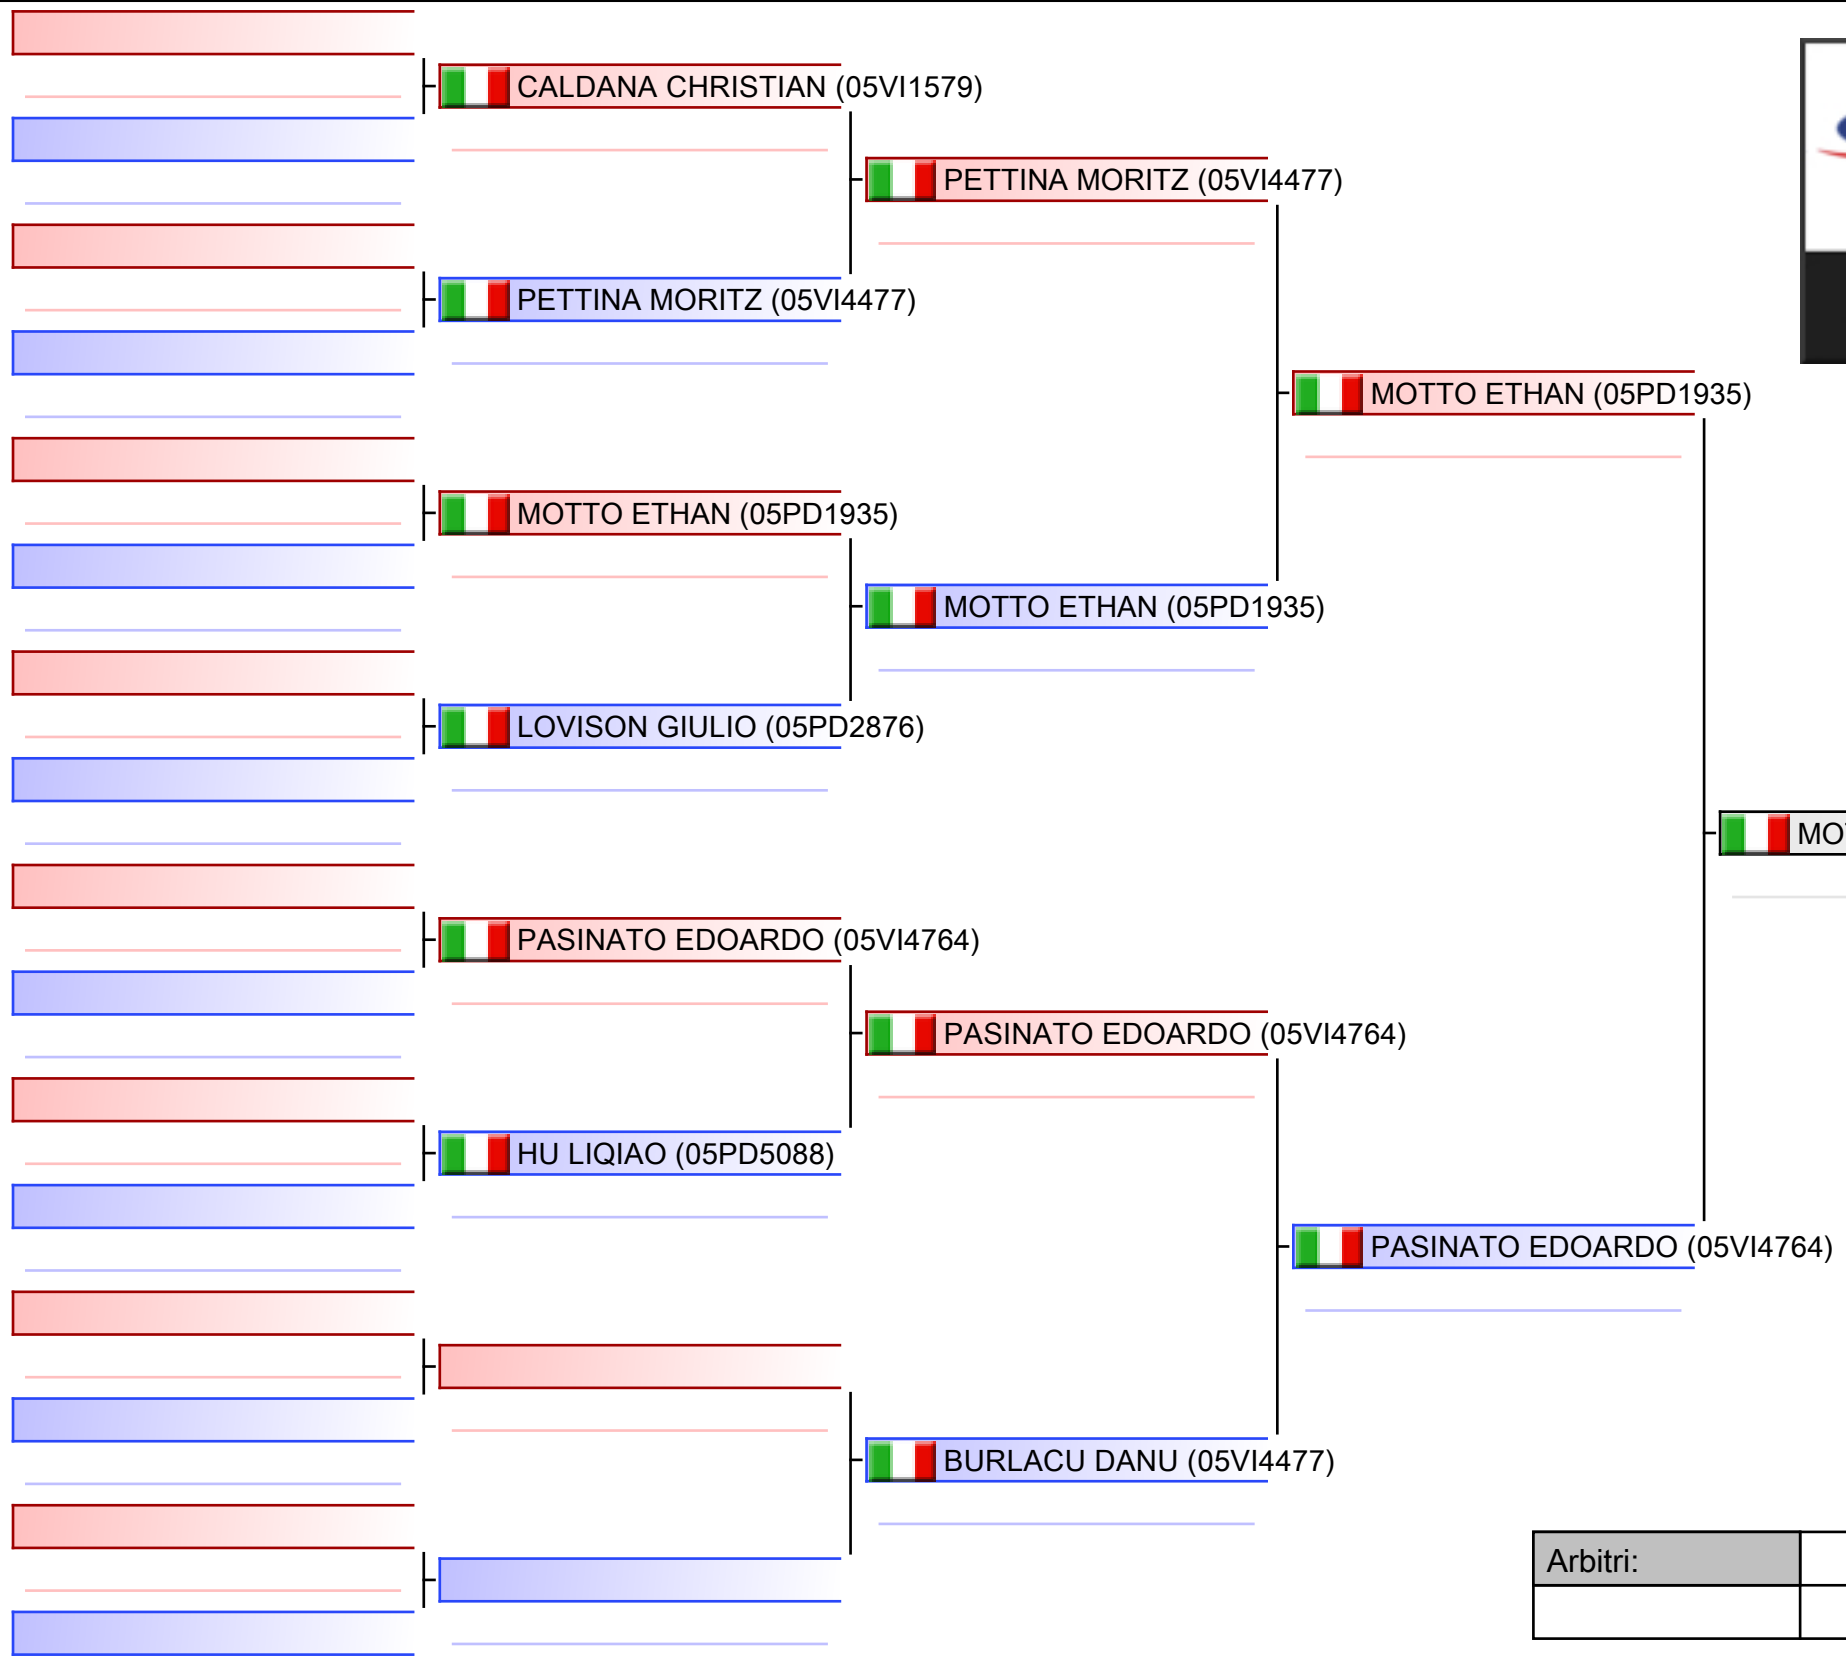 CALDANA CHRISTIAN (05VI1579)
PETTINA MORITZ (05VI4477)
PETTINA MORITZ (05VI4477)
MOTTO ETHAN (05PD1935)
MOTTO ETHAN (05PD1935)
MOTTO ETHAN (05PD1935)
LOVISON GIULIO (05PD2876)
MO
PASINATO EDOARDO (05VI4764)
PASINATO EDOARDO (05VI4764)
HU LIQIAO (05PD5088)
PASINATO EDOARDO (05VI4764)
BURLACU DANU (05VI4477)
Arbitri: